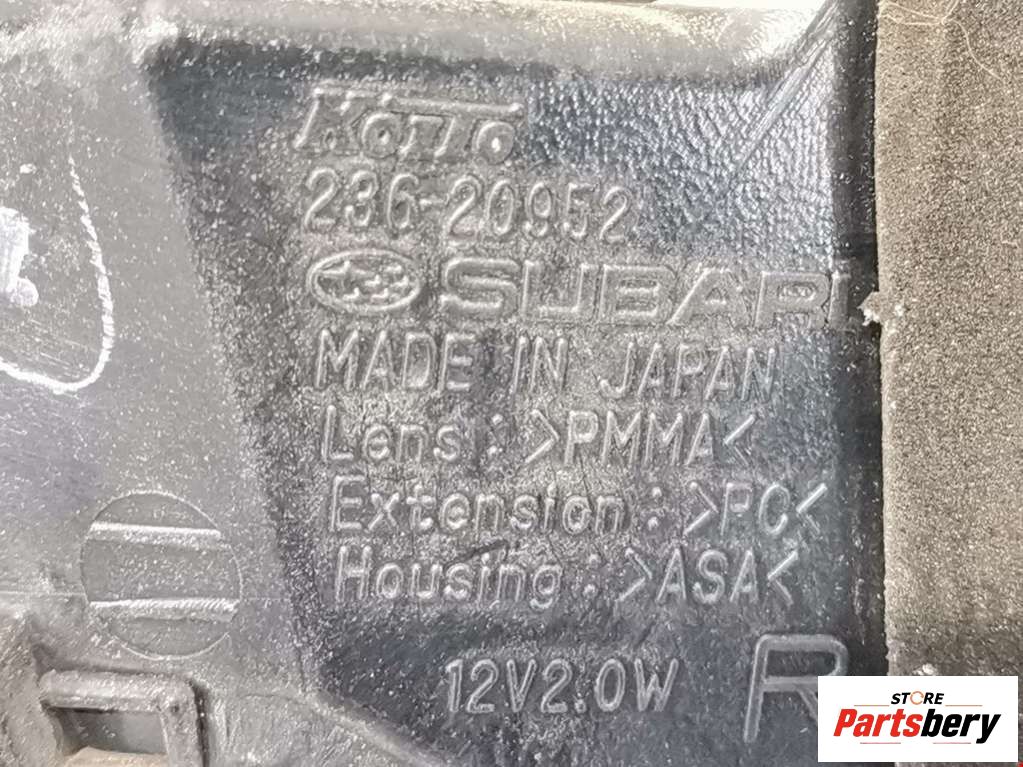 Koito
236-20952
SUBARU
MADE IN JAPAN
Lens : >PMMA<
Extension : >PC<
Housing : >ASA<
12V2.0W
R
STORE
Partsbery